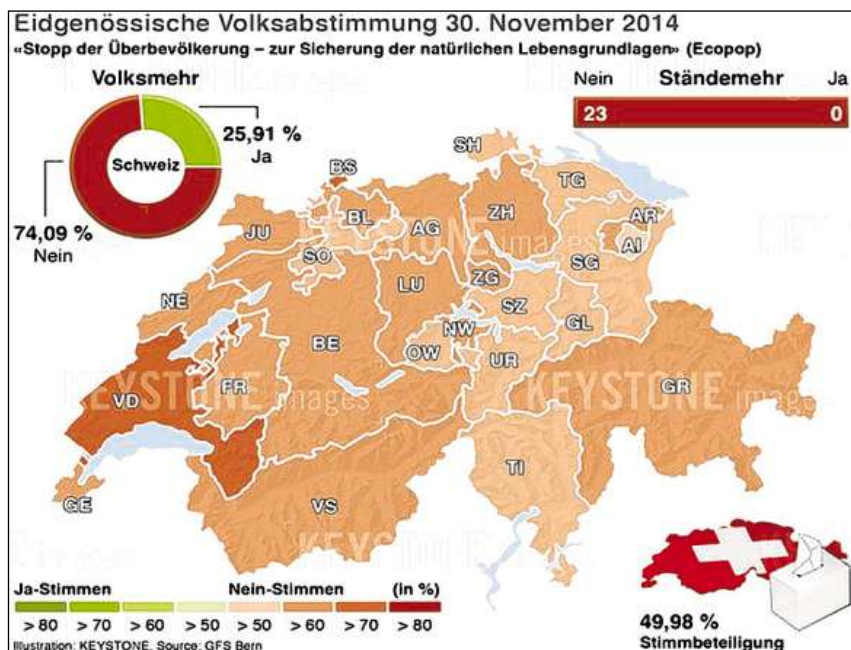 Eidgenössische Volksabstimmung 30. November 2014
«Stopp der Überbevölkerung – zur Sicherung der natürlichen Lebensgrundlagen» (Ecopop)
Volksmehr
25,91 %
Ja
Schweiz
74,09 %
Nein
Nein Ständemehr Ja
23 0
SH
BS
TG
BL
AG
ZH
AR
AI
JU
SO
SG
LU
ZG
NE
SZ
BE
NW
GL
OW
UR
FR
GR
VD
TI
GE
VS
KEYSTONE images
KEYSTONE images
KEYSTONE images
Ja-Stimmen Nein-Stimmen (in %)
> 80 > 70 > 60 > 50 > 50 > 60 > 70 > 80
Illustration: KEYSTONE, Source: GFS Bern
49,98 %
Stimmbeteiligung